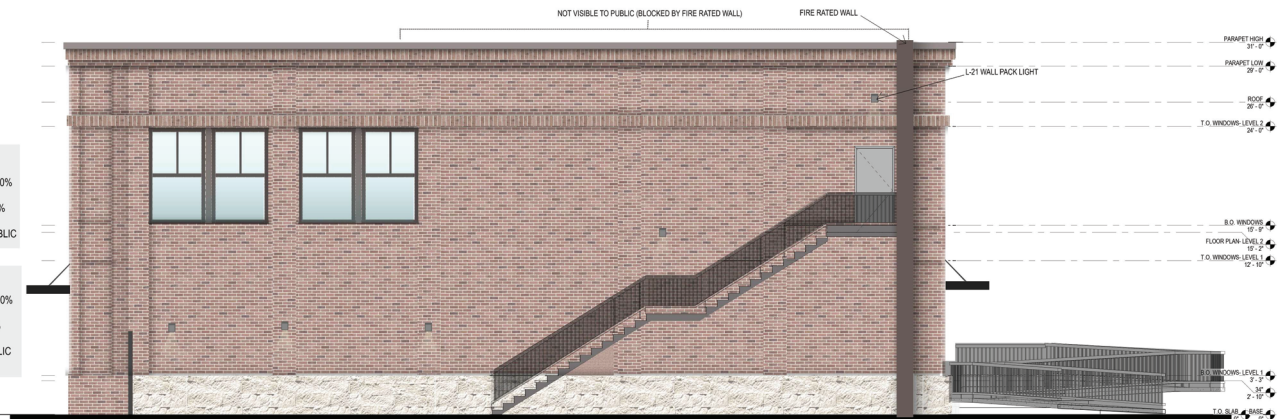 NOT VISIBLE TO PUBLIC (BLOCKED BY FIRE RATED WALL)
FIRE RATED WALL
PARAPET HIGH
31' - 0"
PARAPET LOW
29' - 0"
L-21 WALL PACK LIGHT
ROOF
26' - 0"
T.O. WINDOWS- LEVEL 2
24' - 0"
0%
%
BLIC
B.O. WINDOWS
15' - 9"
FLOOR PLAN- LEVEL 2
15' - 2"
T.O. WINDOWS- LEVEL 1
12' - 10"
0%
LIC
B.O. WINDOWS- LEVEL 1
3' - 3"
34"
2' - 10"
T.O. SLAB
BASE
0"